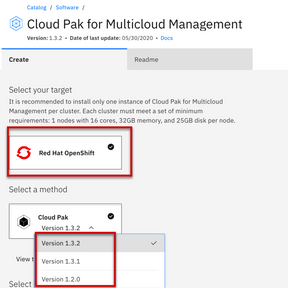 Catalog / Software /
Cloud Pak for Multicloud Management
Version: 1.3.2 • Date of last update: 05/30/2020 • Docs
Create
Readme
Select your target
It is recommended to install only one instance of Cloud Pak for Multicloud
Management per cluster. Each cluster must meet a set of minimum
requirements: 1 nodes with 16 cores, 32GB memory, and 25GB disk per node.
Red Hat OpenShift
Select a method
Cloud Pak
Version 1.3.2
Version 1.3.2
View t
Version 1.3.1
Version 1.2.0
Select